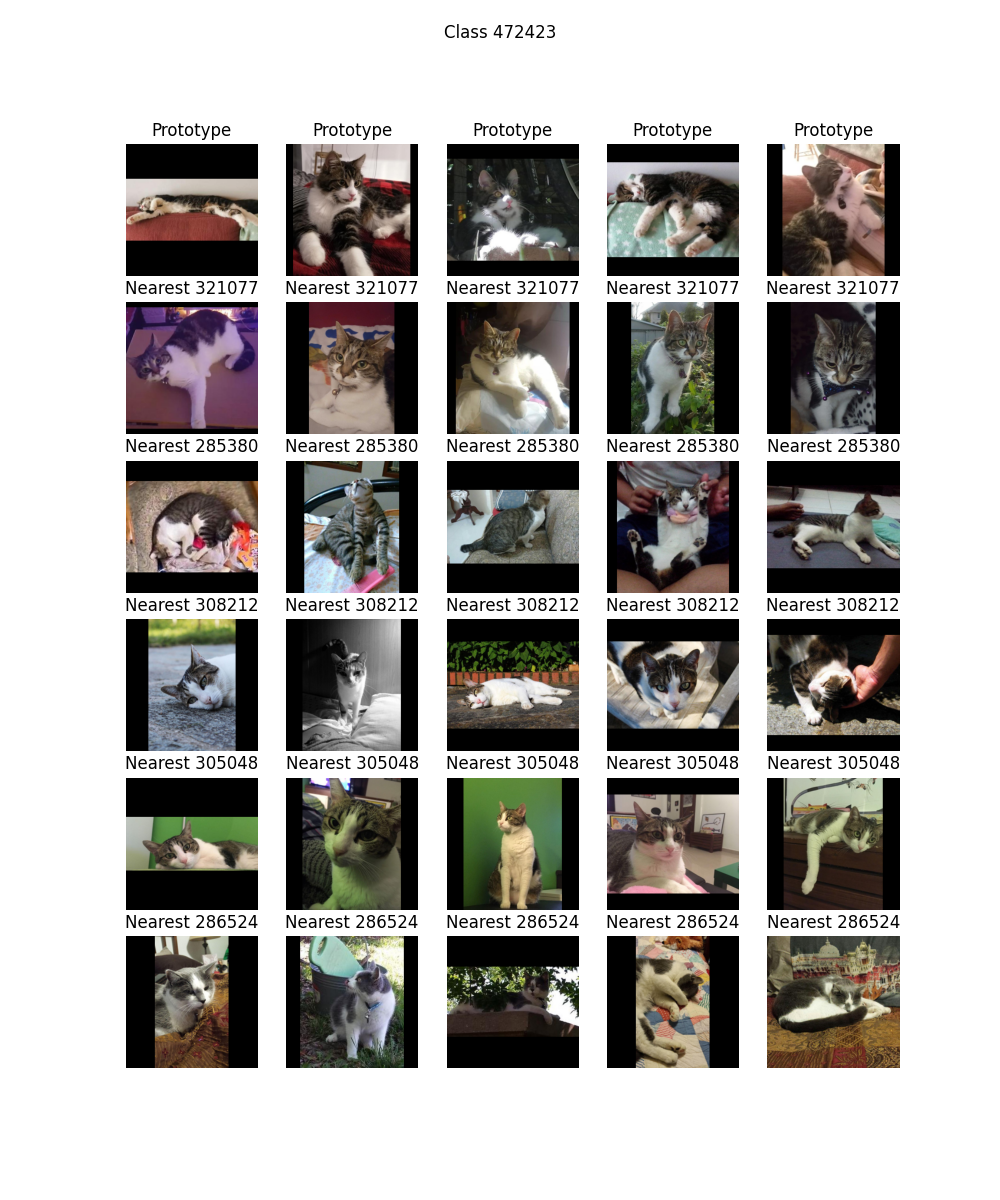 Class 472423
Prototype Prototype Prototype Prototype Prototype
Nearest 321077 Nearest 321077 Nearest 321077 Nearest 321077 Nearest 321077
Nearest 285380 Nearest 285380 Nearest 285380 Nearest 285380 Nearest 285380
Nearest 308212 Nearest 308212 Nearest 308212 Nearest 308212 Nearest 308212
Nearest 305048 Nearest 305048 Nearest 305048 Nearest 305048 Nearest 305048
Nearest 286524 Nearest 286524 Nearest 286524 Nearest 286524 Nearest 286524